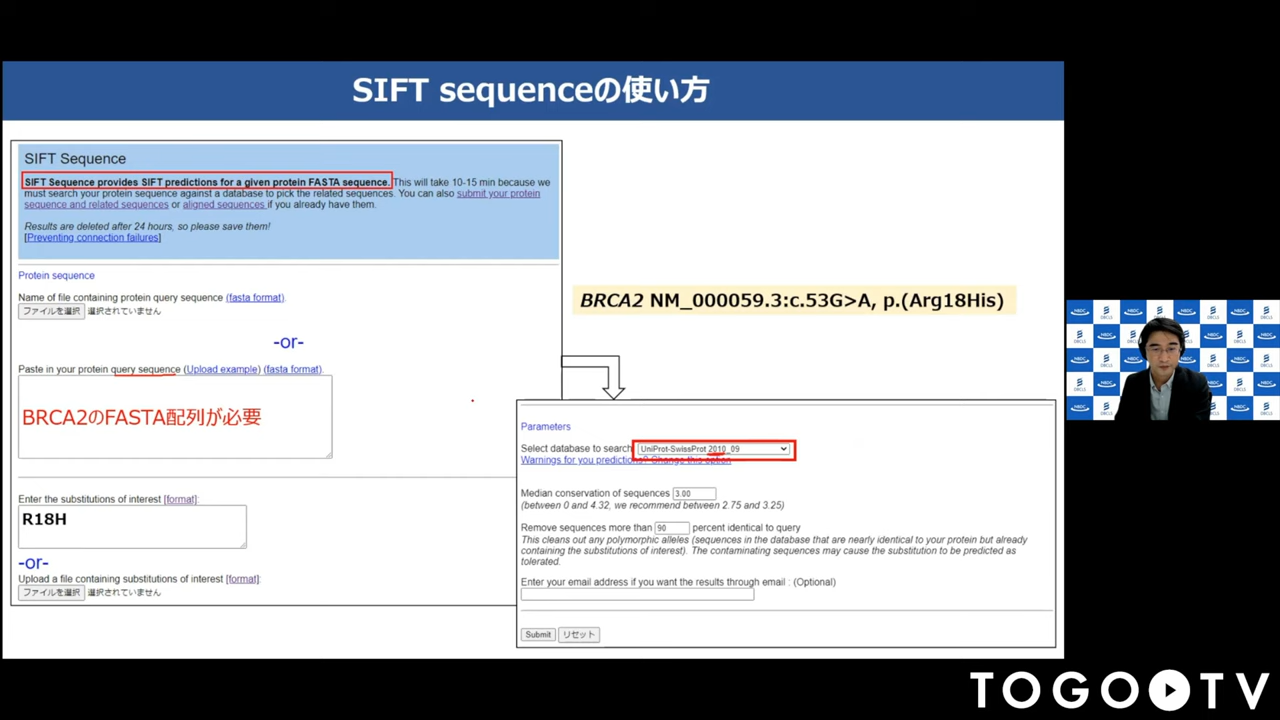 SIFT sequenceの使い方
SIFT Sequence
SIFT Sequence provides SIFT predictions for a given protein FASTA sequence. This will take 10-15 min because we
must search your protein sequence against a database to pick the related sequences. You can also submit your protein
sequence and related sequences or aligned sequences if you already have them.
Results are deleted after 24 hours, so please save them!
[Preventing connection failures]
Protein sequence
Name of file containing protein query sequence (fasta format).
ファイルを選択 選択されていません
-or-
Paste in your protein query sequence (Upload example) (fasta format).
BRCA2のFASTA配列が必要
Enter the substitutions of interest [format]:
R18H
-or-
Upload a file containing substitutions of interest [format]:
ファイルを選択 選択されていません
BRCA2 NM_000059.3:c.53G>A, p.(Arg18His)
Parameters
Select database to search UniProt-SwissProt 2010_09
Warnings for you predictions? Change this option
Median conservation of sequences 3.00
(between 0 and 4.32, we recommend between 2.75 and 3.25)
Remove sequences more than 90 percent identical to query
This cleans out any polymorphic alleles (sequences in the database that are nearly identical to your protein but already
containing the substitutions of interest). The contaminating sequences may cause the substitution to be predicted as
tolerated.
Enter your email address if you want the results through email : (Optional)
Submit リセット
NBDC
DBCLS
TOGO TV